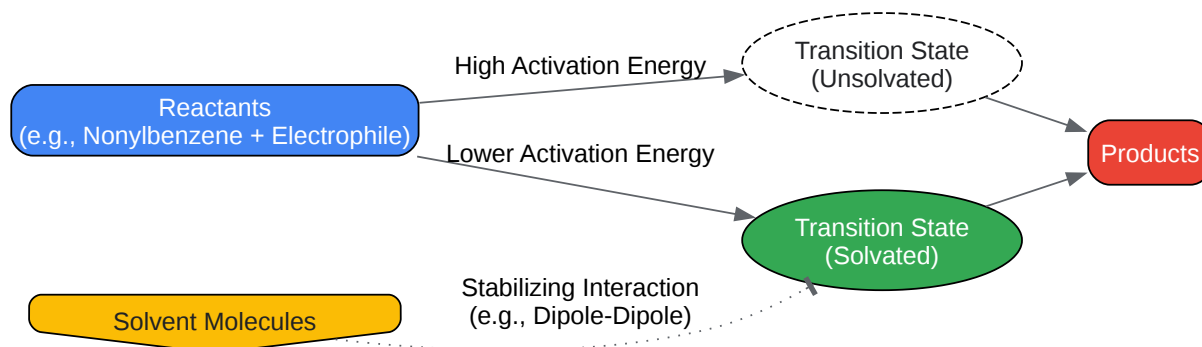 Transition State
(Unsolvated)
High Activation Energy
Reactants
(e.g., Nonylbenzene + Electrophile)
Lower Activation Energy
Products
Transition State
(Solvated)
Stabilizing Interaction
(e.g., Dipole-Dipole)
Solvent Molecules